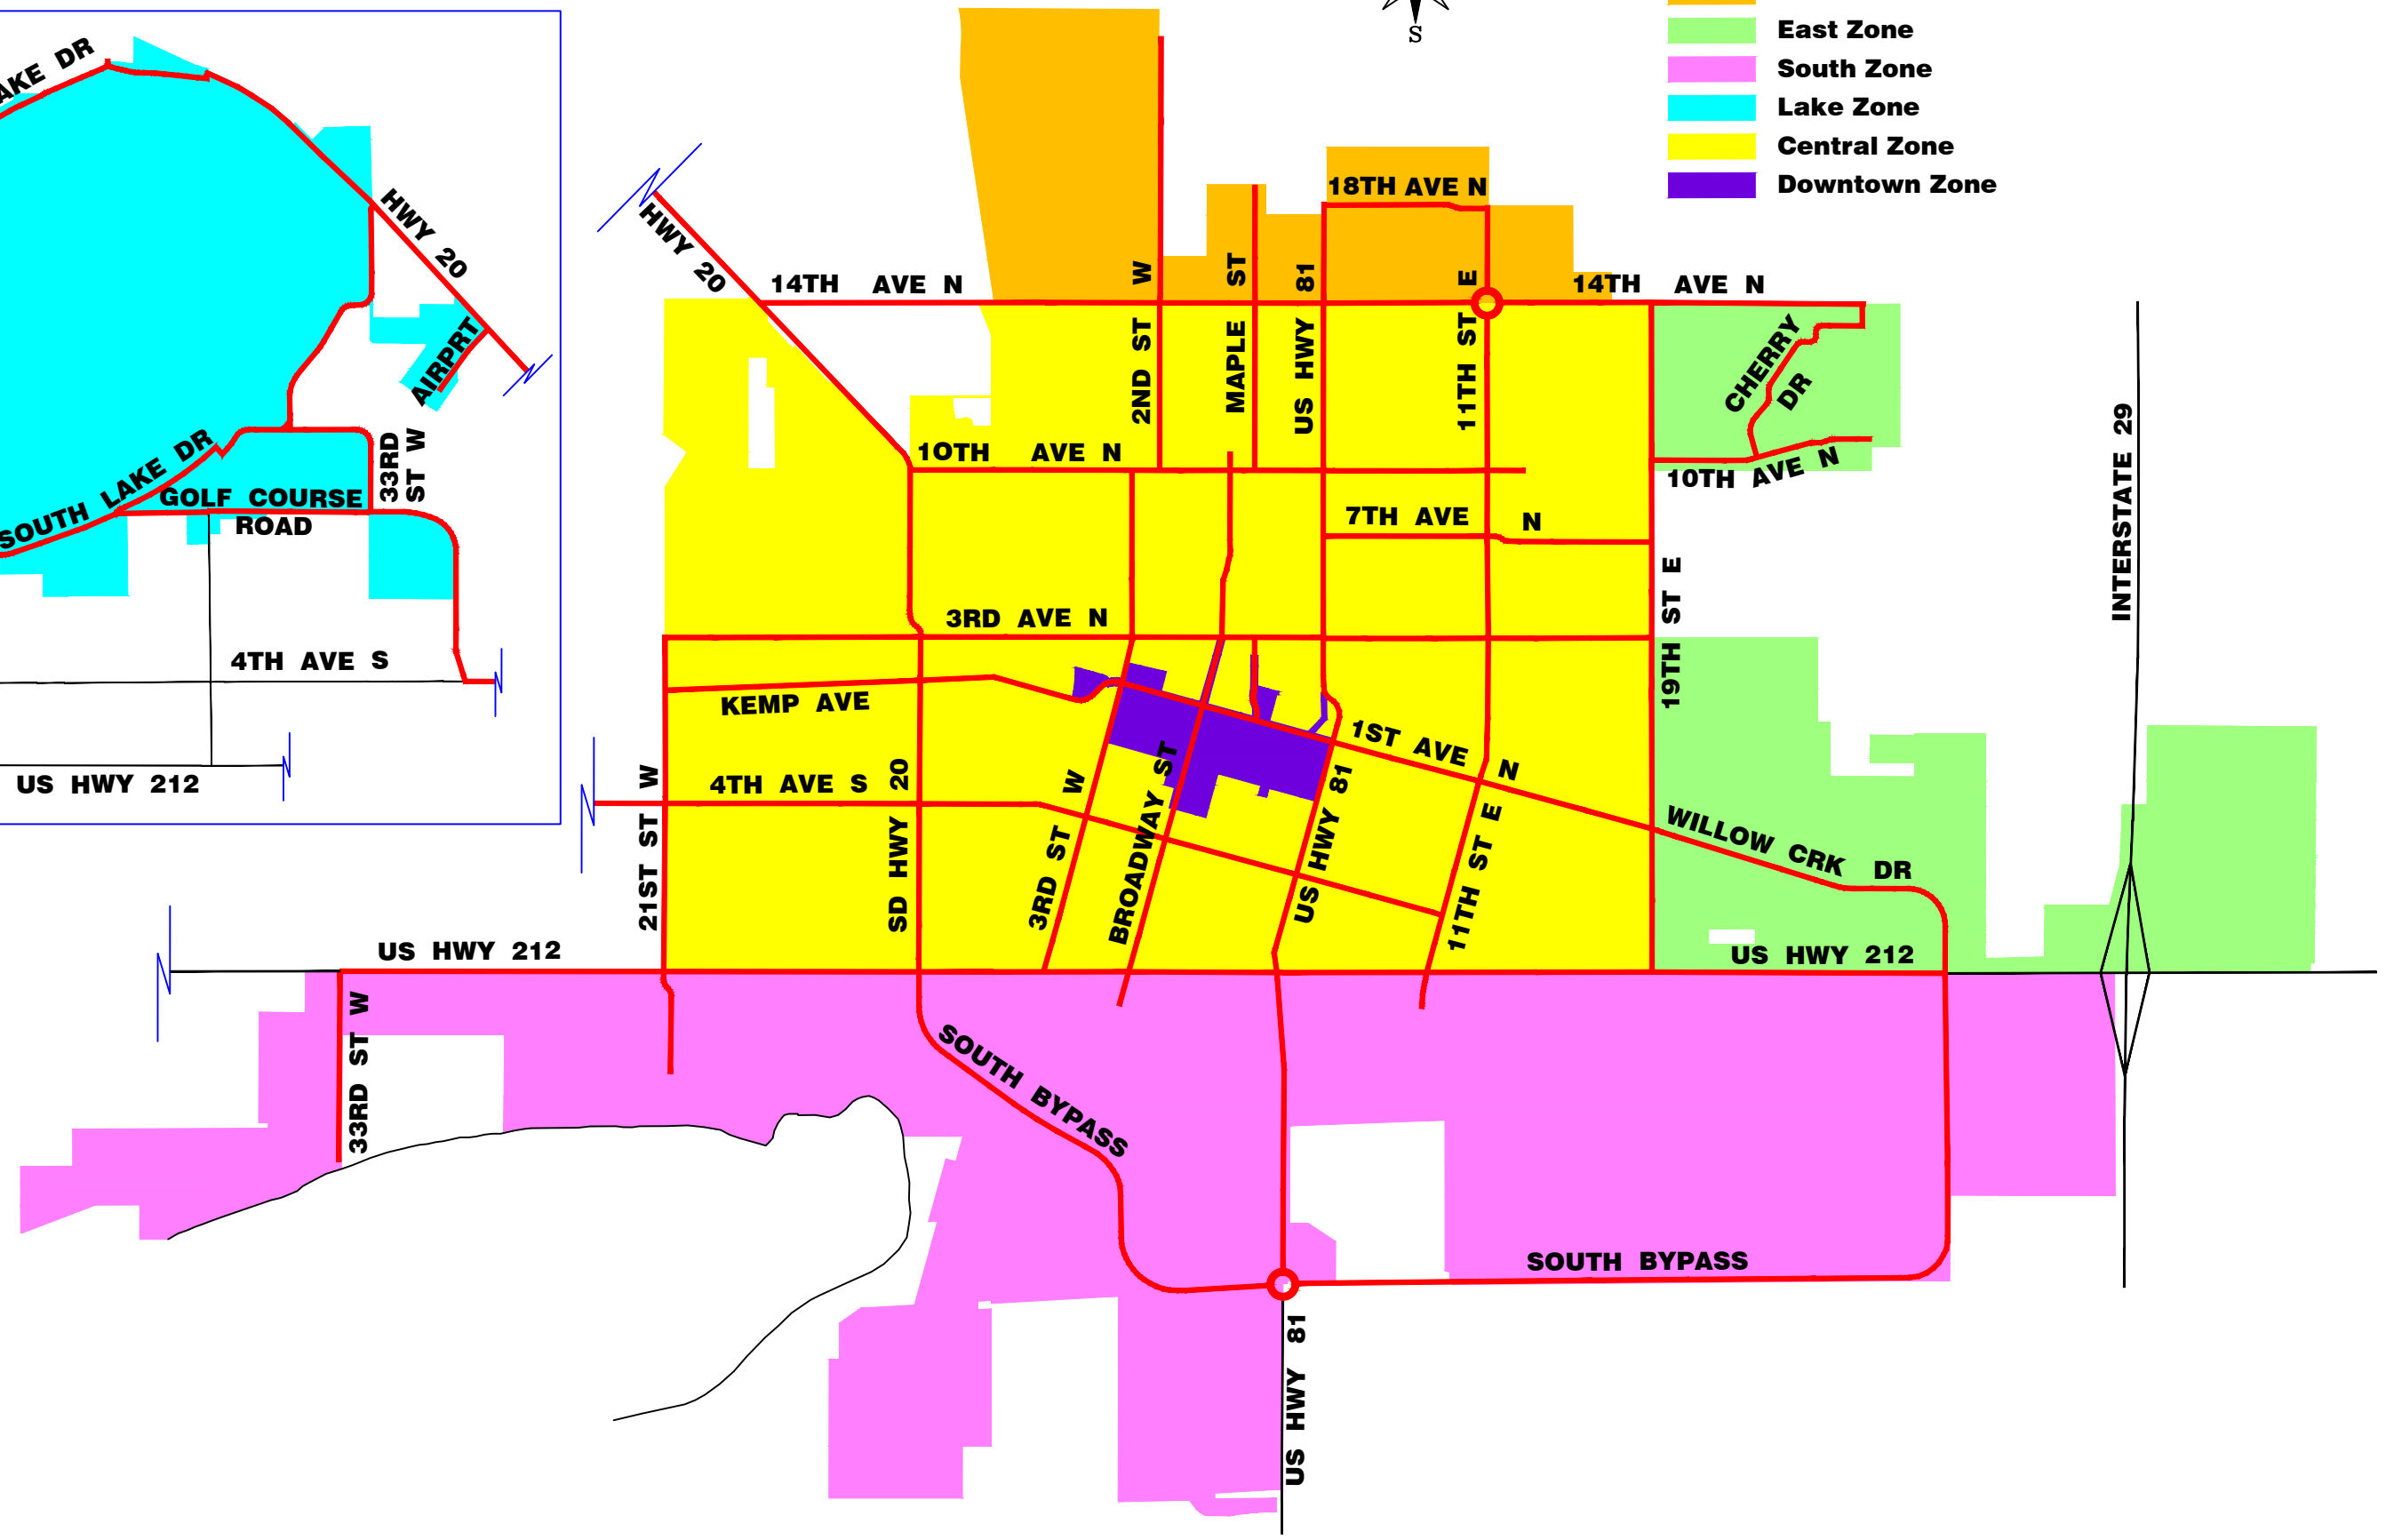 S
East Zone
South Zone
Lake Zone
Central Zone
Downtown Zone
AKE DR
HWY 20
AIRPRT
33RD
ST W
SOUTH LAKE DR
GOLF COURSE
ROAD
4TH AVE S
US HWY 212
HWY 20
14TH AVE N
18TH AVE N
14TH AVE N
2ND ST W
MAPLE ST
US HWY 81
11TH ST E
CHERRY
DR
10TH AVE N
10TH AVE N
7TH AVE N
3RD AVE N
19TH ST E
INTERSTATE 29
KEMP AVE
1ST AVE N
4TH AVE S
21ST ST W
SD HWY 20
3RD ST W
BROADWAY ST
US HWY 81
11TH ST E
WILLOW CRK DR
US HWY 212
US HWY 212
33RD ST W
SOUTH BYPASS
SOUTH BYPASS
US HWY 81